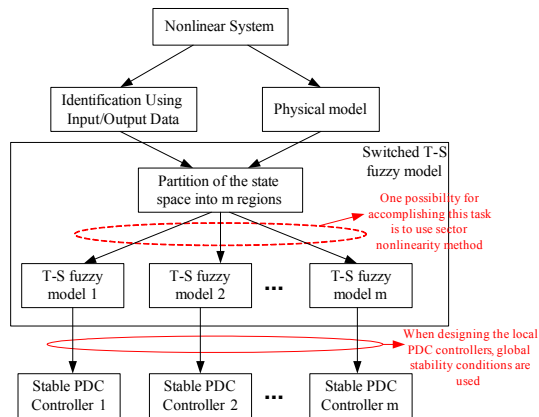 Nonlinear System
Identification Using
Input/Output Data
Physical model
Switched T-S
fuzzy model
Partition of the state
space into m regions
One possibility for
accomplishing this task
is to use sector
nonlinearity method
T-S fuzzy
model 1
T-S fuzzy
model 2
...
T-S fuzzy
model m
When designing the local
PDC controllers, global
stability conditions are
used
Stable PDC
Controller 1
Stable PDC
Controller 2
...
Stable PDC
Controller m